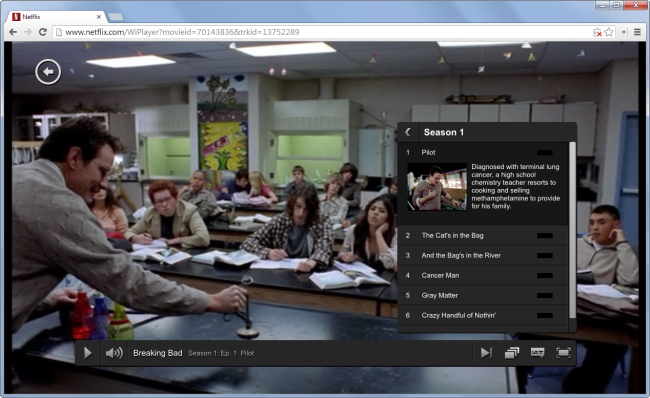 Netflix
www.netflix.com/WiPlayer?movieid=70143836&trkid=13752289
Season 1
1 Pilot
Diagnosed with terminal lung
cancer, a high school
chemistry teacher resorts to
cooking and selling
methamphetamine to provide
for his family.
2 The Cat's in the Bag
3 And the Bag's in the River
4 Cancer Man
5 Gray Matter
6 Crazy Handful of Nothin'
Breaking Bad Season 1: Ep. 1 Pilot